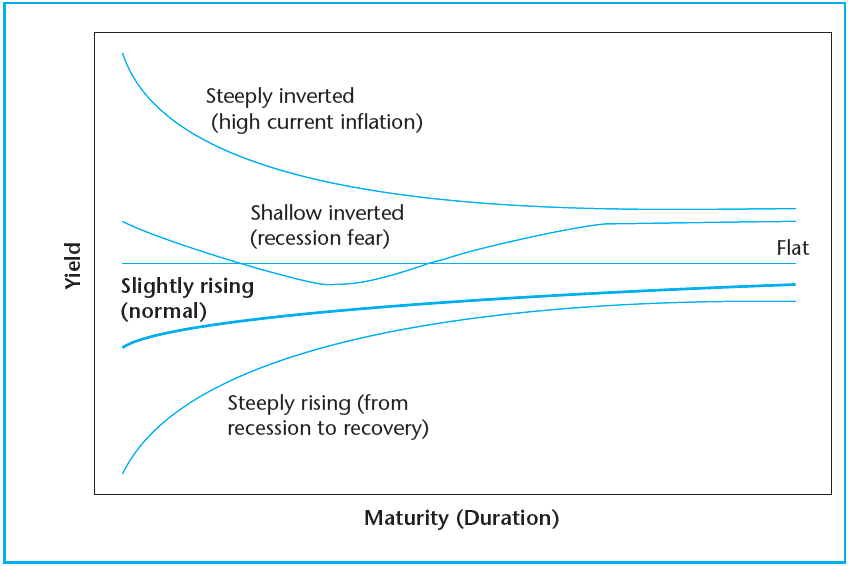 Steeply inverted
(high current inflation)
Shallow inverted
(recession fear)
Flat
Yield
Slightly rising
(normal)
Steeply rising (from
recession to recovery)
Maturity (Duration)